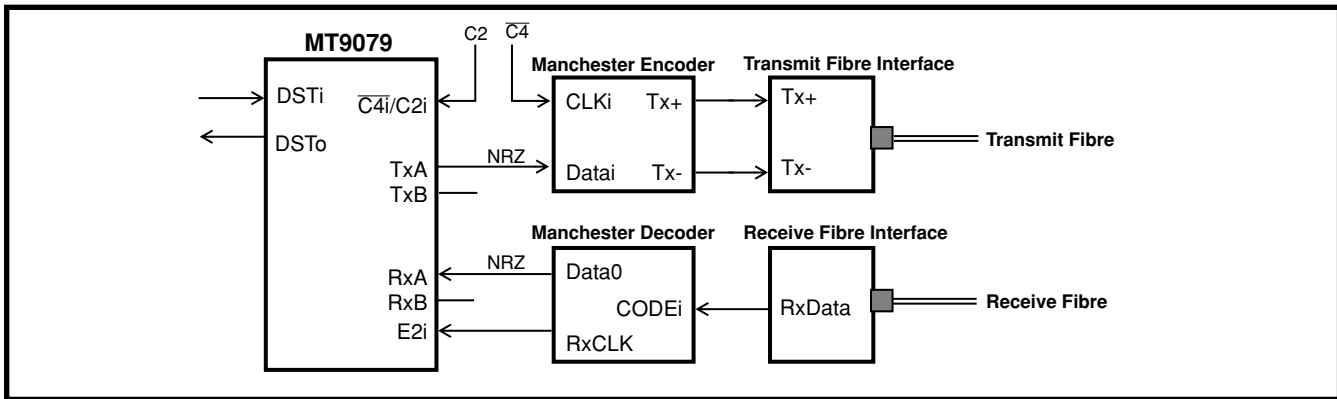 MT9079
C2
C4
DSTi
C4i/C2i
DSTo
TxA
TxB
NRZ
RxA
RxB
E2i
NRZ
Manchester Encoder
CLKi
Tx+
Datai
Tx-
Transmit Fibre Interface
Tx+
Tx-
Transmit Fibre
Manchester Decoder
Data0
CODEi
RxCLK
Receive Fibre Interface
RxData
Receive Fibre